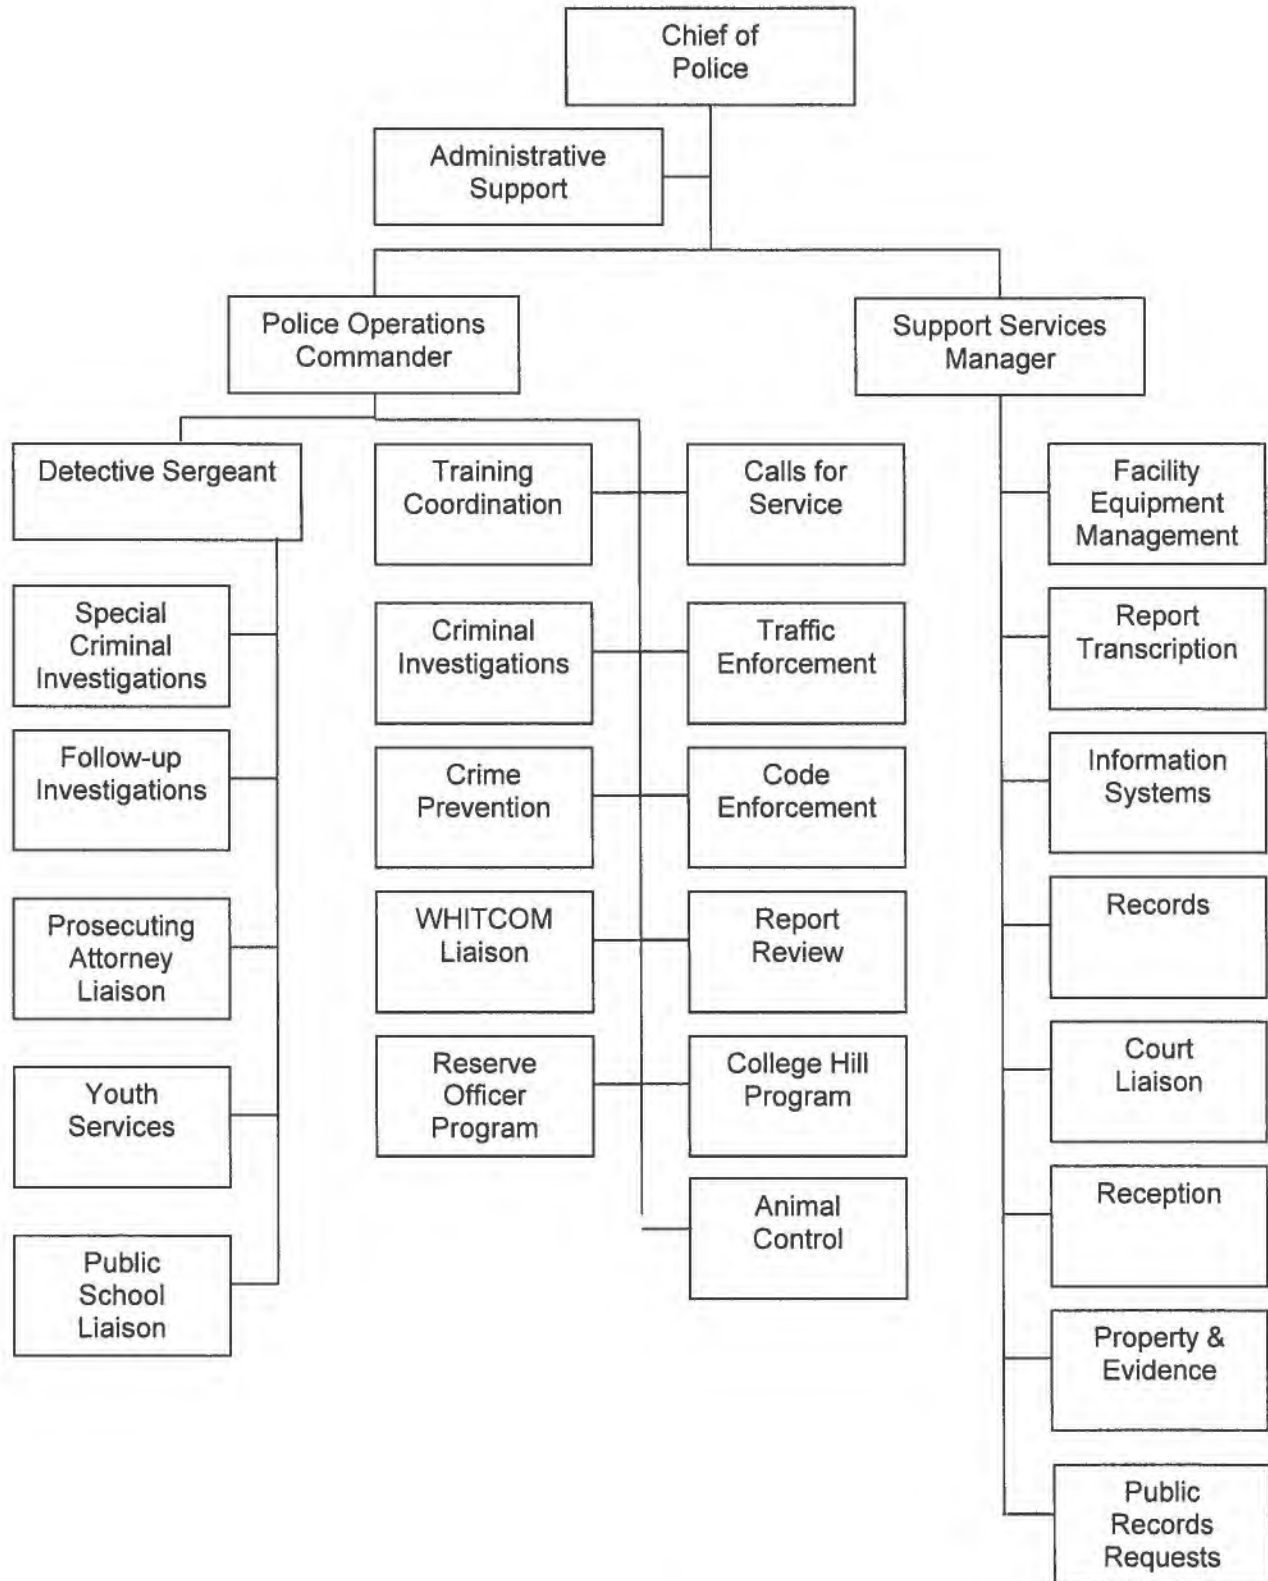 Chief of
Police
Administrative
Support
Police Operations
Commander
Support Services
Manager
Detective Sergeant
Special
Criminal
Investigations
Follow-up
Investigations
Prosecuting
Attorney
Liaison
Youth
Services
Public
School
Liaison
Training
Coordination
Criminal
Investigations
Crime
Prevention
WHITCOM
Liaison
Reserve
Officer
Program
Calls for
Service
Traffic
Enforcement
Code
Enforcement
Report
Review
College Hill
Program
Animal
Control
Facility
Equipment
Management
Report
Transcription
Information
Systems
Records
Court
Liaison
Reception
Property &
Evidence
Public
Records
Requests